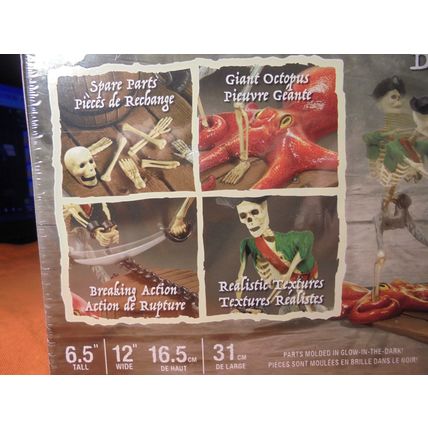 D
Spare Parts
Pièces de Rechange
Giant Octopus
Pieuvre Géante
Breaking Action
Action de Rupture
Realistic Textures
Textures Réalistes
6.5"
TALL
12"
WIDE
16.5 CM
DE HAUT
31 CM
DE LARGE
PARTS MOLDED IN GLOW-IN-THE-DARK!
PIECES SONT MOULÉES EN BRILLE DANS LE NOIR!